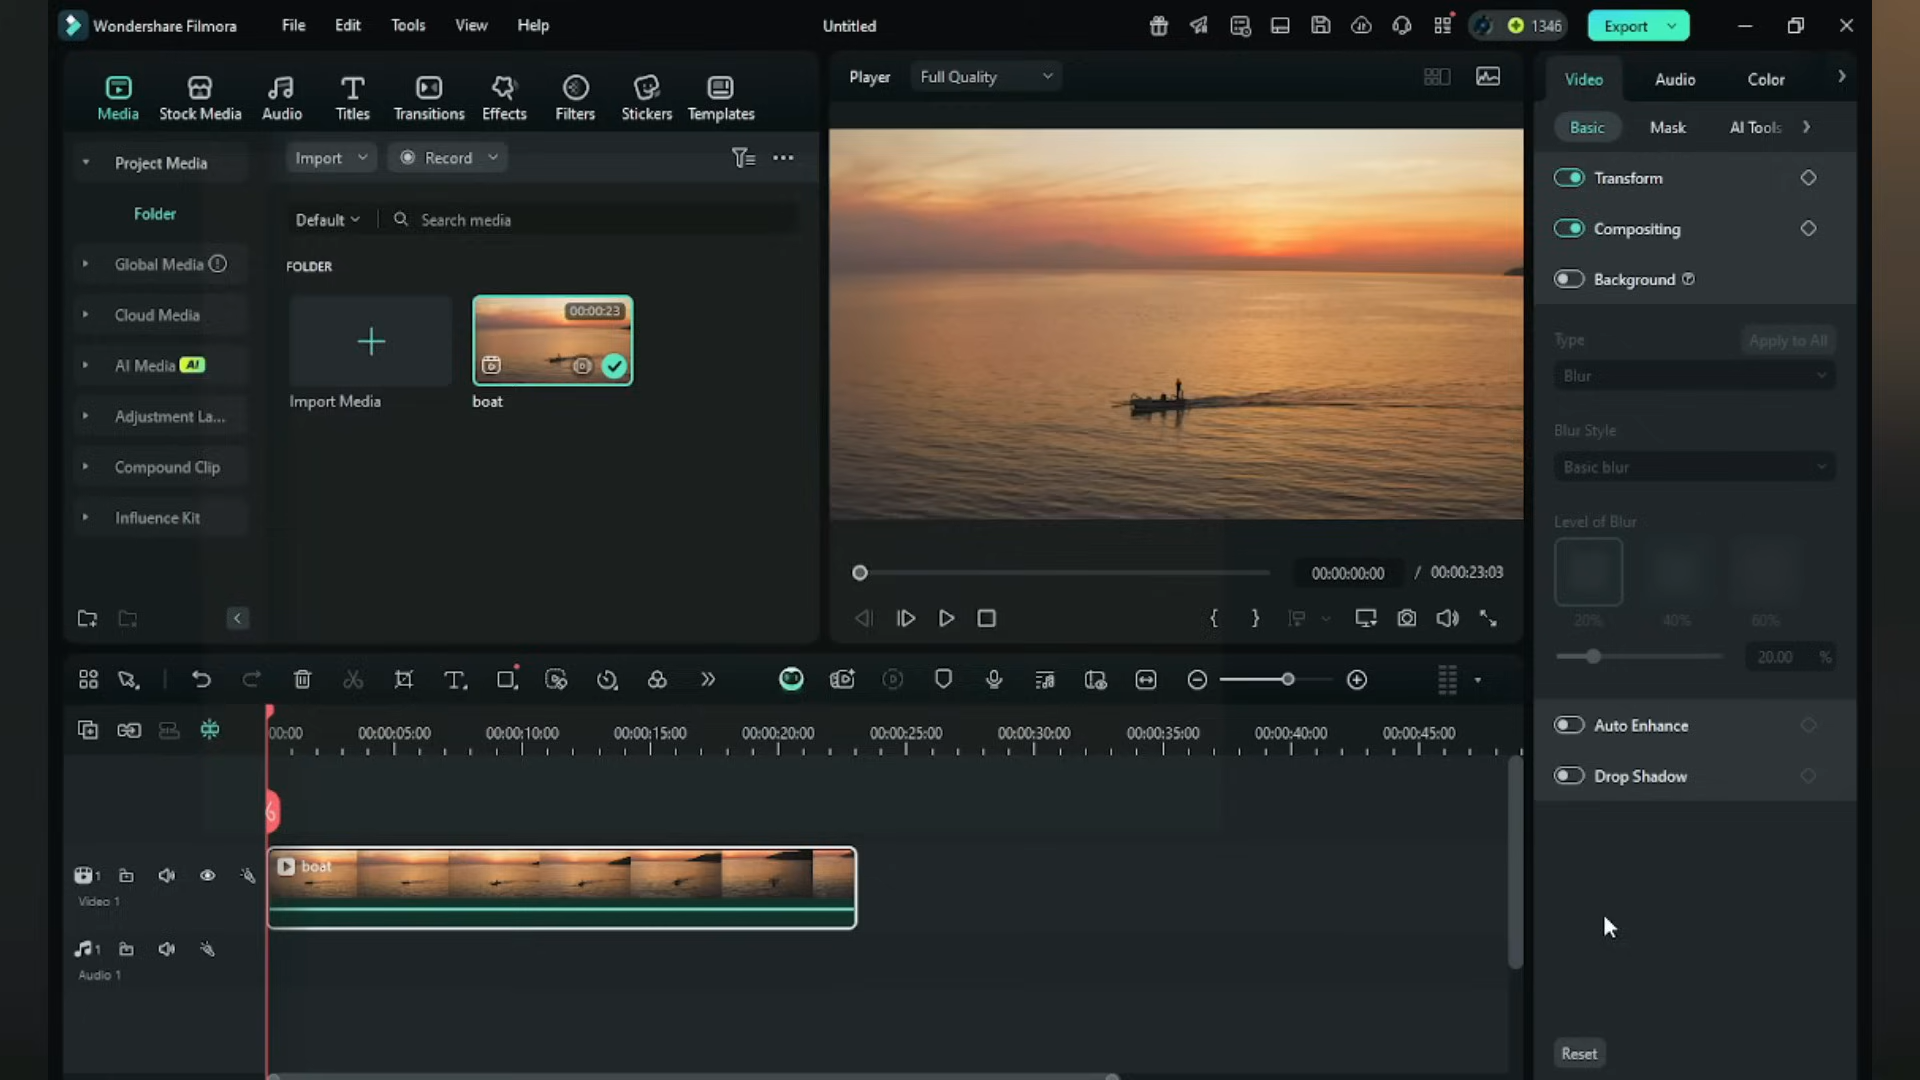 Wondershare Filmora File Edit Tools View Help Untitled 1346 Export
Media Stock Media Audio Titles Transitions Effects Filters Stickers Templates
Player Full Quality
Video Audio Color
Basic Mask AI Tools
Project Media
Folder
Global Media
Cloud Media
AI Media AI
Adjustment La...
Compound Clip
Influence Kit
Import Record
Default Search media
FOLDER
00:00:23
Import Media boat
00:00:00:00 / 00:00:23:03
Transform
Compositing
Background
Type Apply to All
Blur
Blur Style
Basic blur
Level of Blur
20% 40% 60%
20.00 %
Auto Enhance
Drop Shadow
Reset
00:00 00:00:05:00 00:00:10:00 00:00:15:00 00:00:20:00 00:00:25:00 00:00:30:00 00:00:35:00 00:00:40:00 00:00:45:00
boat
1
Video 1
1
Audio 1